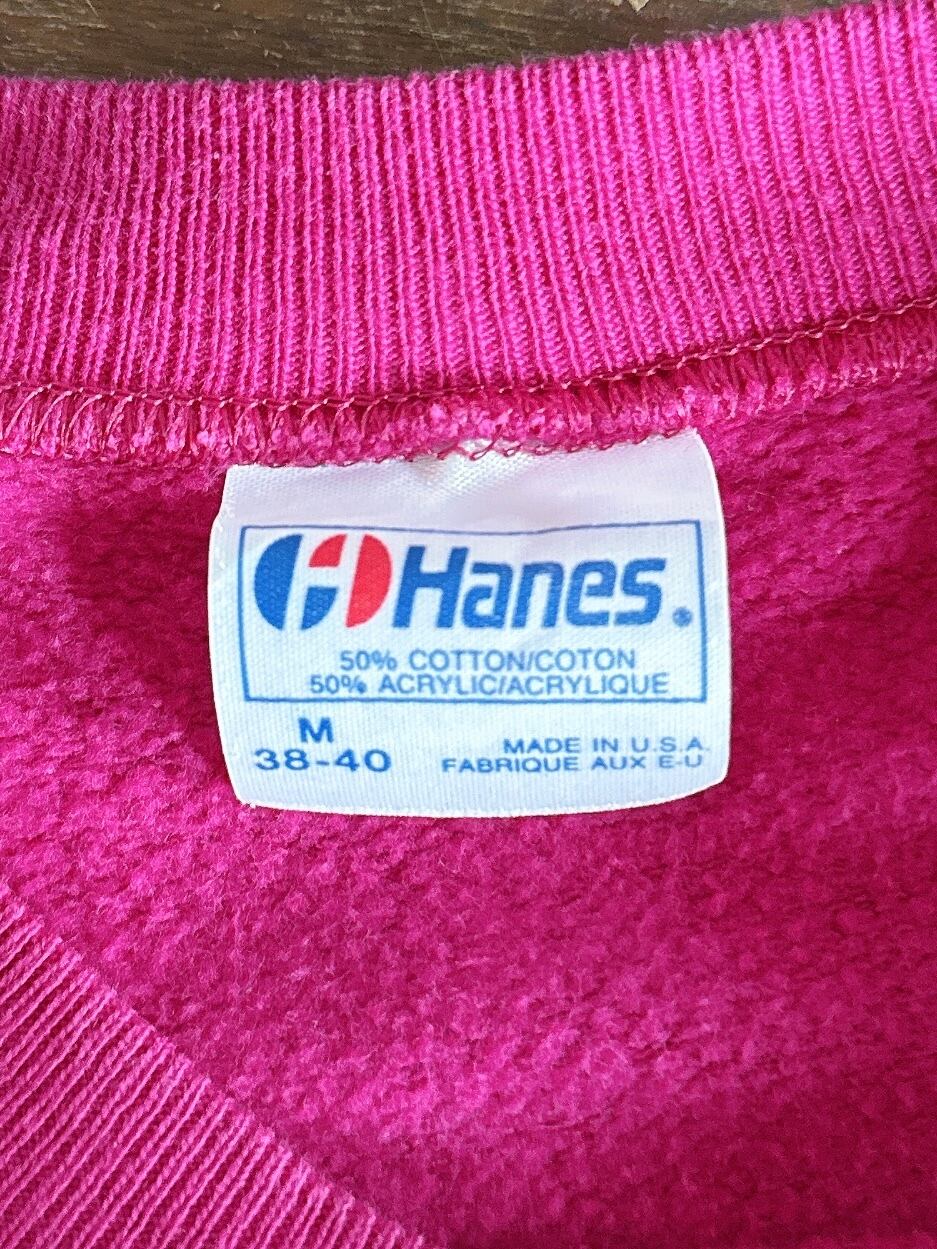 Hanes®
50% COTTON/COTON
50% ACRYLIC/ACRYLIQUE
M
38-40
MADE IN U.S.A.
FABRIQUE AUX E-U